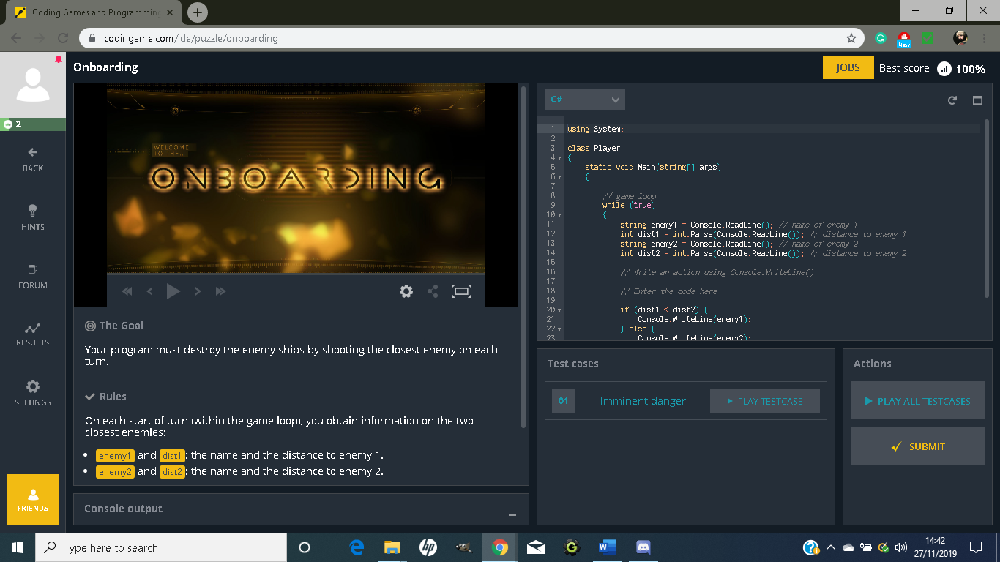 Coding Games and Programming
codingame.com/ide/puzzle/onboarding
New
Onboarding
JOBS
Best score
100%
2
BACK
HINTS
FORUM
RESULTS
SETTINGS
FRIENDS
WELCOME
TO THE..
ONBOARDING
The Goal
Your program must destroy the enemy ships by shooting the closest enemy on each
turn.
Rules
On each start of turn (within the game loop), you obtain information on the two
closest enemies:
• enemy1 and dist1: the name and the distance to enemy 1.
• enemy2 and dist2: the name and the distance to enemy 2.
Console output
C#
1 using System;
2
3 class Player
4 {
5 static void Main(string[] args)
6 {
7
8 // game loop
9 while (true)
10 {
11 string enemy1 = Console.ReadLine(); // name of enemy 1
12 int dist1 = int.Parse(Console.ReadLine()); // distance to enemy 1
13 string enemy2 = Console.ReadLine(); // name of enemy 2
14 int dist2 = int.Parse(Console.ReadLine()); // distance to enemy 2
15
16 // Write an action using Console.WriteLine()
17
18 // Enter the code here
19
20 if (dist1 < dist2) {
21 Console.WriteLine(enemy1);
22 } else {
23 Console.WriteLine(enemy2);
Test cases
01 Imminent danger PLAY TESTCASE
Actions
PLAY ALL TESTCASES
SUBMIT
Type here to search
14:42
27/11/2019